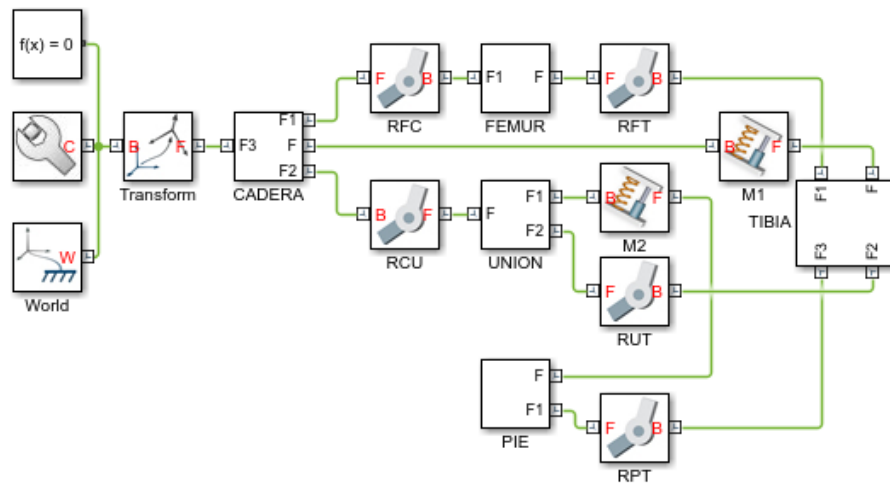 f(x) = 0
C
W
World
B
F
Transform
F3
F1
F
F2
CADERA
F
B
RFC
F1
F
FEMUR
F
B
RFT
B
F
M1
B
F
RCU
F
F1
F2
UNION
B
F
M2
F
B
RUT
F1
F
F3
F2
TIBIA
F
F1
PIE
F
B
RPT